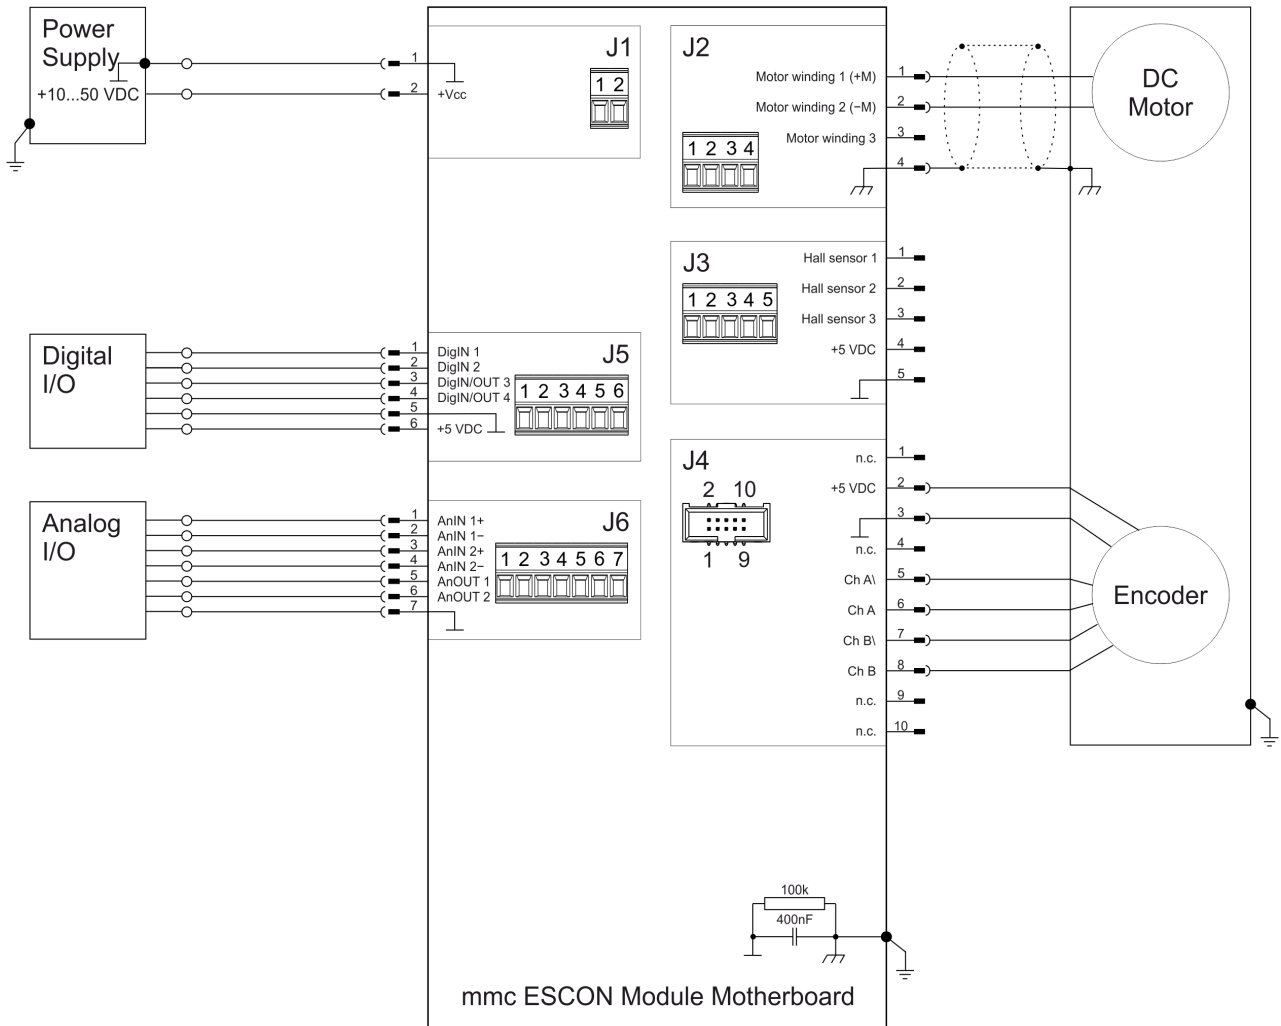 Power
Supply
+10...50 VDC
1
2
+Vcc
J1
1 2
J2
1 2 3 4
Motor winding 1 (+M)
1
Motor winding 2 (−M)
2
Motor winding 3
3
4
DC
Motor
J3
1 2 3 4 5
Hall sensor 1
1
Hall sensor 2
2
Hall sensor 3
3
+5 VDC
4
5
Digital
I/O
1
DigIN 1
2
DigIN 2
3
DigIN/OUT 3
4
DigIN/OUT 4
5
6
+5 VDC
J5
1 2 3 4 5 6
Analog
I/O
1
AnIN 1+
2
AnIN 1−
3
AnIN 2+
4
AnIN 2−
5
AnOUT 1
6
AnOUT 2
7
J6
1 2 3 4 5 6 7
J4
2 10
1 9
n.c.
1
+5 VDC
2
3
n.c.
4
Ch A\
5
Ch A
6
Ch B\
7
Ch B
8
n.c.
9
n.c.
10
Encoder
100k
400nF
mmc ESCON Module Motherboard